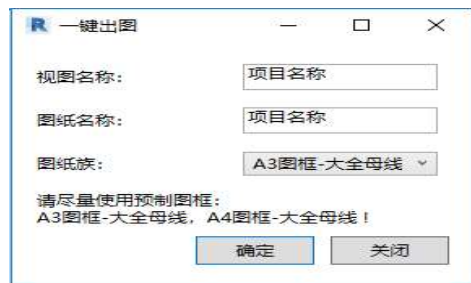 R 一键出图
视图名称: 项目名称
图纸名称: 项目名称
图纸族: A3图框-大全母线
请尽量使用预制图框:
A3图框-大全母线, A4图框-大全母线!
确定 关闭